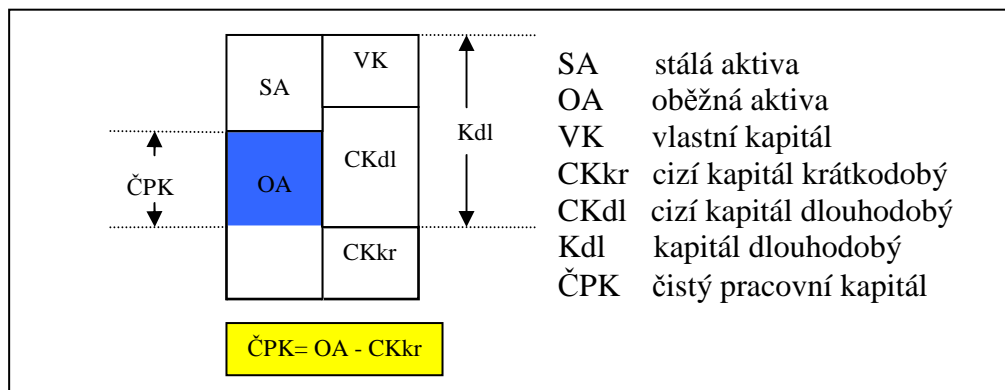 VK
SA
Kdl
ČPK
OA
CKdl
CKkr
ČPK= OA - CKkr
SA stálá aktiva
OA oběžná aktiva
VK vlastní kapitál
CKkr cizí kapitál krátkodobý
CKdl cizí kapitál dlouhodobý
Kdl kapitál dlouhodobý
ČPK čistý pracovní kapitál